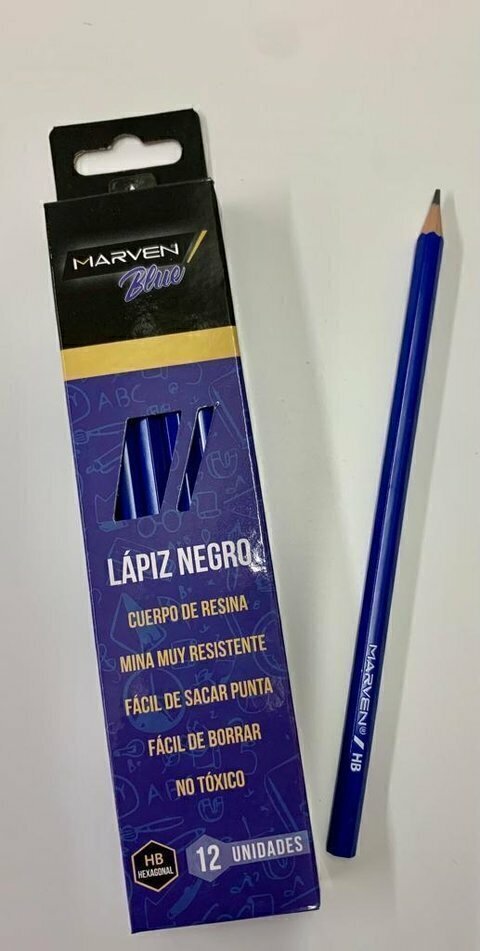 MARVEN
Blue
ABC
LÁPIZ NEGRO
CUERPO DE RESINA
MINA MUY RESISTENTE
FÁCIL DE SACAR PUNTA
FÁCIL DE BORRAR
NO TÓXICO
HB
HEXAGONAL
12 UNIDADES
MARVEN® HB